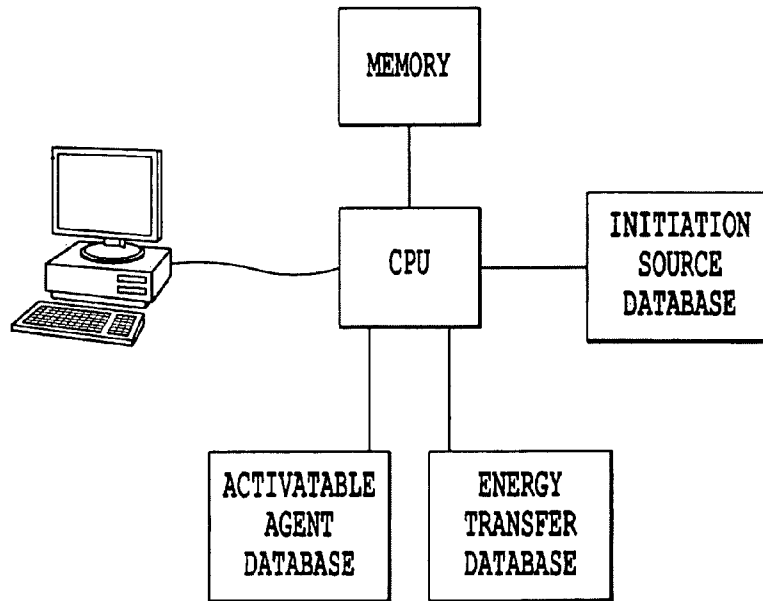 MEMORY
CPU
INITIATION
SOURCE
DATABASE
ACTIVATABLE
AGENT
DATABASE
ENERGY
TRANSFER
DATABASE